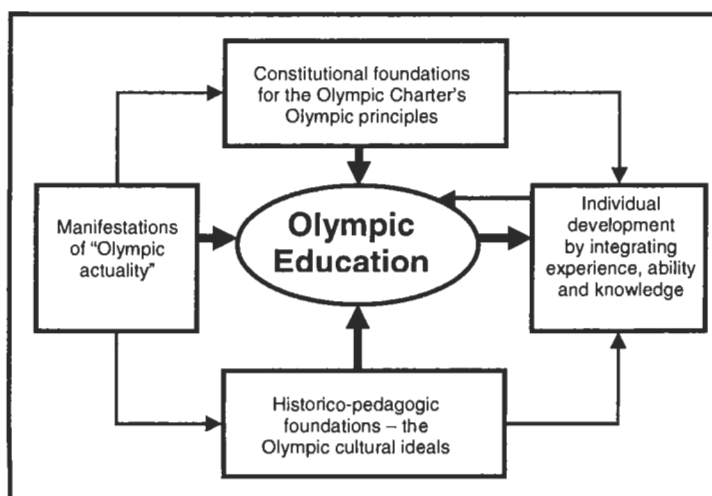 Constitutional foundations
for the Olympic Charter's
Olympic principles
Manifestations
of "Olympic
actuality"
Olympic
Education
Individual
development
by integrating
experience, ability
and knowledge
Historico-pedagogic
foundations – the
Olympic cultural ideals